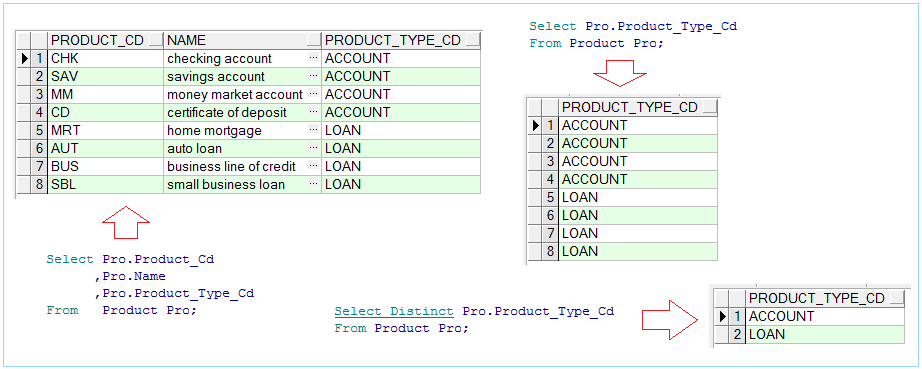 PRODUCT_CD NAME PRODUCT_TYPE_CD
1 CHK checking account ... ACCOUNT
2 SAV savings account ... ACCOUNT
3 MM money market account ... ACCOUNT
4 CD certificate of deposit ... ACCOUNT
5 MRT home mortgage ... LOAN
6 AUT auto loan ... LOAN
7 BUS business line of credit ... LOAN
8 SBL small business loan ... LOAN
Select Pro.Product_Cd
,Pro.Name
,Pro.Product_Type_Cd
From Product Pro;
Select Pro.Product_Type_Cd
From Product Pro;
PRODUCT_TYPE_CD
1 ACCOUNT
2 ACCOUNT
3 ACCOUNT
4 ACCOUNT
5 LOAN
6 LOAN
7 LOAN
8 LOAN
Select Distinct Pro.Product_Type_Cd
From Product Pro;
PRODUCT_TYPE_CD
1 ACCOUNT
2 LOAN